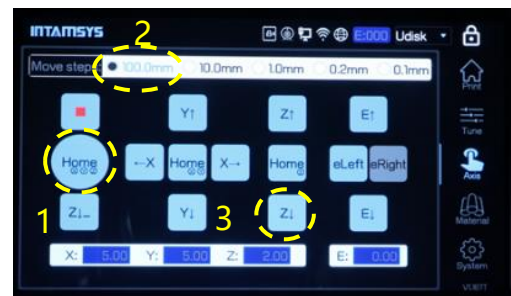 INTAMSYS E:000 Udisk
2
Move step: 100.0mm 10.0mm 1.0mm 0.2mm 0.1mm
Print
Y↑ Z↑ E↑
Tune
Home ←X Home X→ Home eLeft eRight
Axis
1 Z↓_ Y↓ 3 Z↓ E↓
Material
X: 5.00 Y: 5.00 Z: 2.00 E: 0.00
System